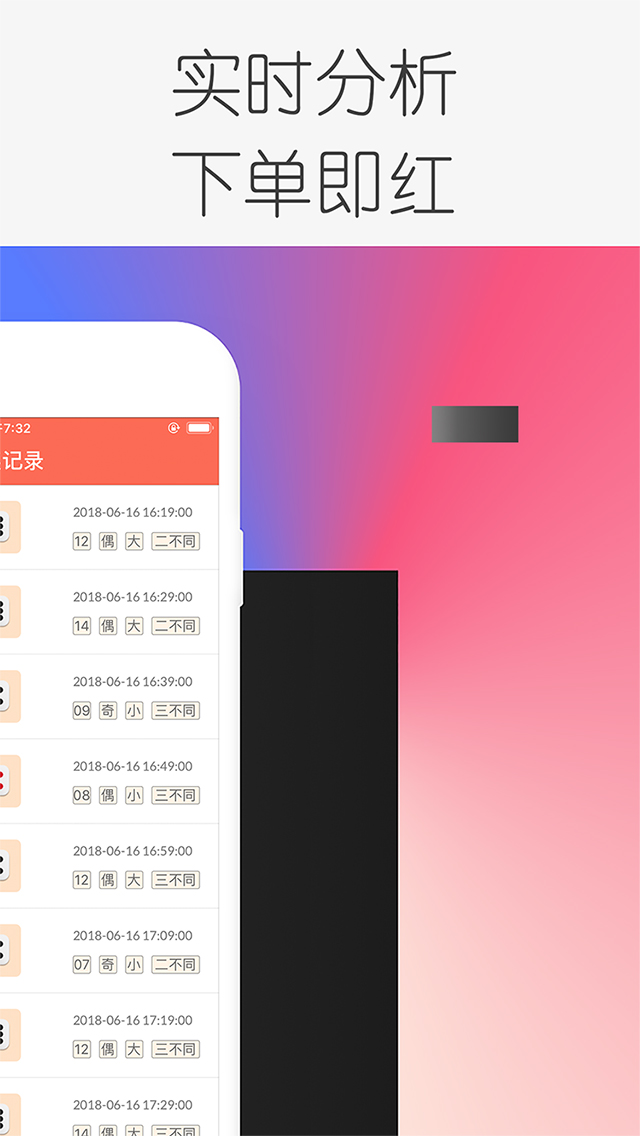 实时分析
下单即红
7:32
记录
2018-06-16 16:19:00
12 偶 大 二不同
2018-06-16 16:29:00
14 偶 大 二不同
2018-06-16 16:39:00
09 奇 小 三不同
2018-06-16 16:49:00
08 偶 小 三不同
2018-06-16 16:59:00
12 偶 大 三不同
2018-06-16 17:09:00
07 奇 小 二不同
2018-06-16 17:19:00
12 偶 大 三不同
2018-06-16 17:29:00
14 偶 大 三不同